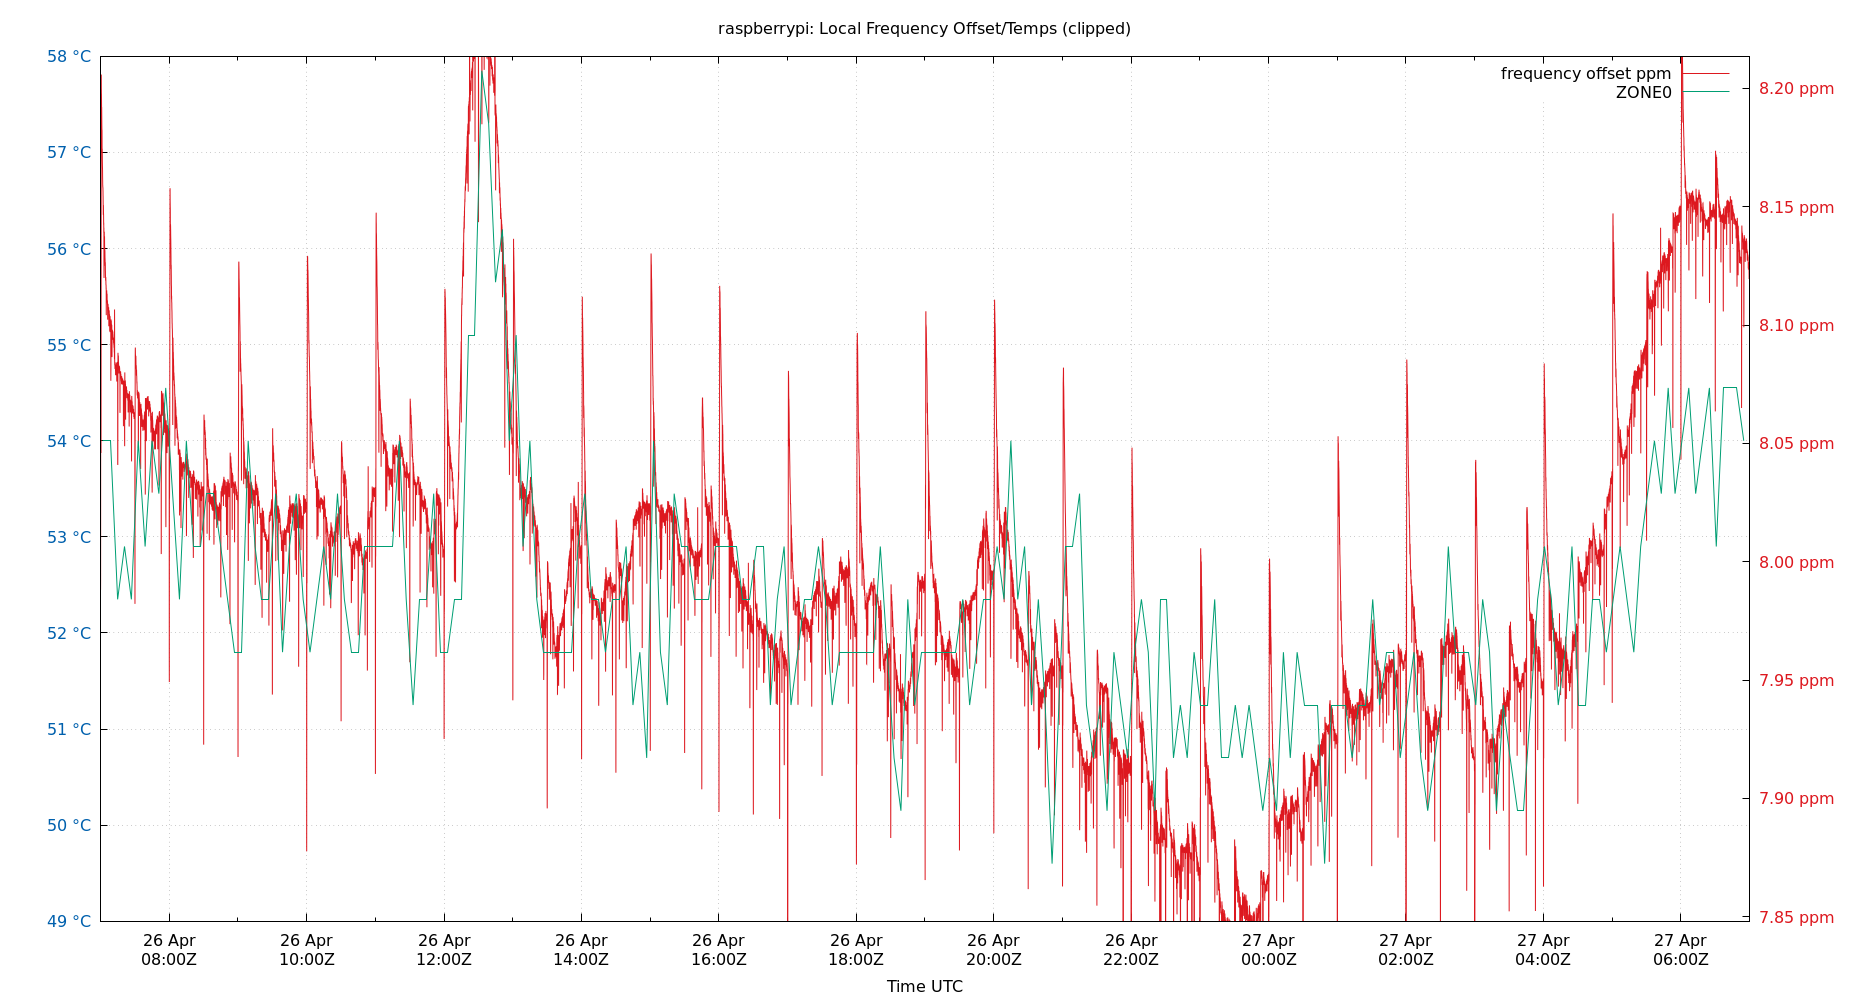 raspberrypi: Local Frequency Offset/Temps (clipped)
frequency offset ppm
ZONE0
58 °C
57 °C
56 °C
55 °C
54 °C
53 °C
52 °C
51 °C
50 °C
49 °C
8.20 ppm
8.15 ppm
8.10 ppm
8.05 ppm
8.00 ppm
7.95 ppm
7.90 ppm
7.85 ppm
26 Apr
08:00Z
26 Apr
10:00Z
26 Apr
12:00Z
26 Apr
14:00Z
26 Apr
16:00Z
26 Apr
18:00Z
26 Apr
20:00Z
26 Apr
22:00Z
27 Apr
00:00Z
27 Apr
02:00Z
27 Apr
04:00Z
27 Apr
06:00Z
Time UTC